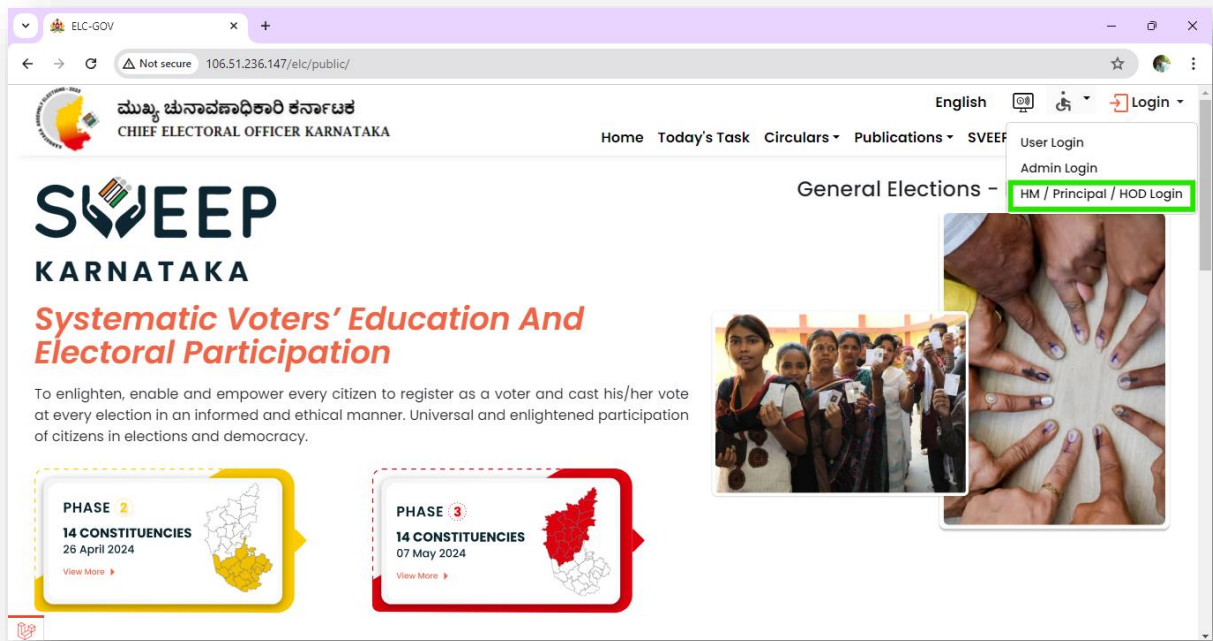 ELC-GOV
Not secure 106.51.236.147/elc/public/
ಮುಖ್ಯ ಚುನಾವಣಾಧಿಕಾರಿ ಕರ್ನಾಟಕ
CHIEF ELECTORAL OFFICER KARNATAKA
English Login
Home Today's Task Circulars Publications SVEEP
User Login
Admin Login
HM / Principal / HOD Login
General Elections -
SVEEP
KARNATAKA
Systematic Voters' Education And
Electoral Participation
To enlighten, enable and empower every citizen to register as a voter and cast his/her vote
at every election in an informed and ethical manner. Universal and enlightened participation
of citizens in elections and democracy.
PHASE 2
14 CONSTITUENCIES
26 April 2024
View More
PHASE 3
14 CONSTITUENCIES
07 May 2024
View More